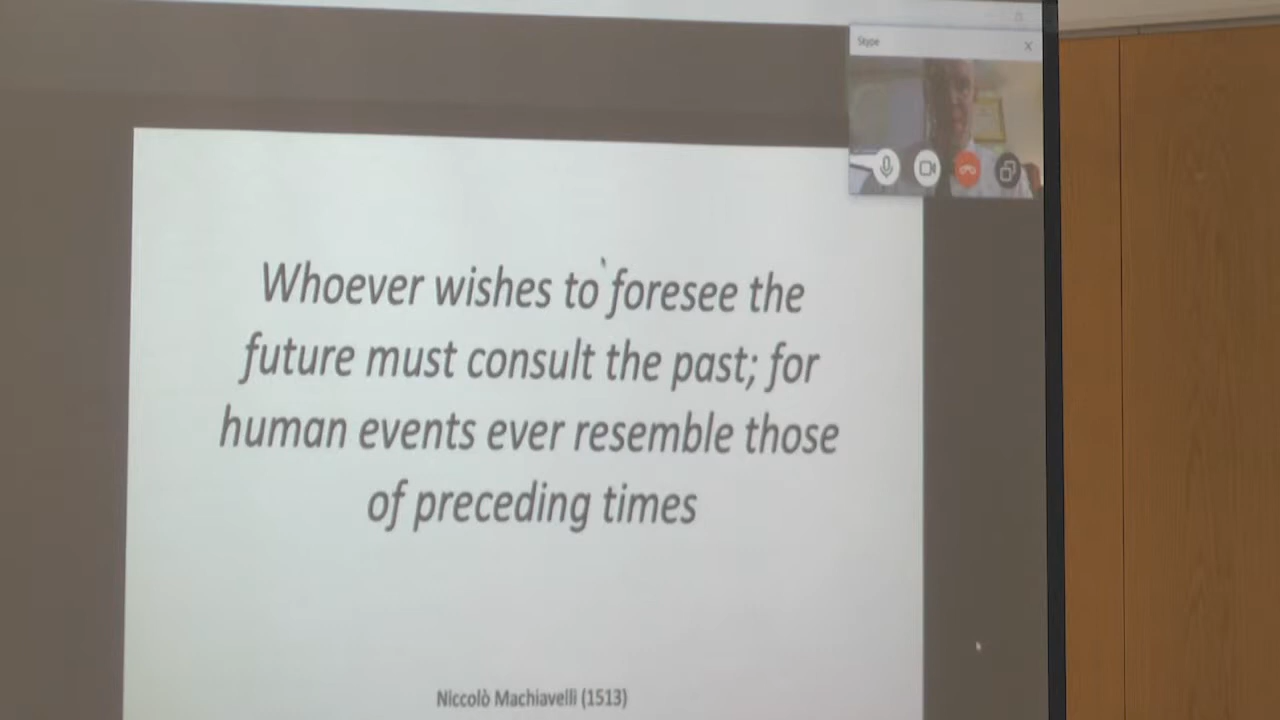 Skype
Whoever wishes to foresee the
future must consult the past; for
human events ever resemble those
of preceding times
Niccolò Machiavelli (1513)